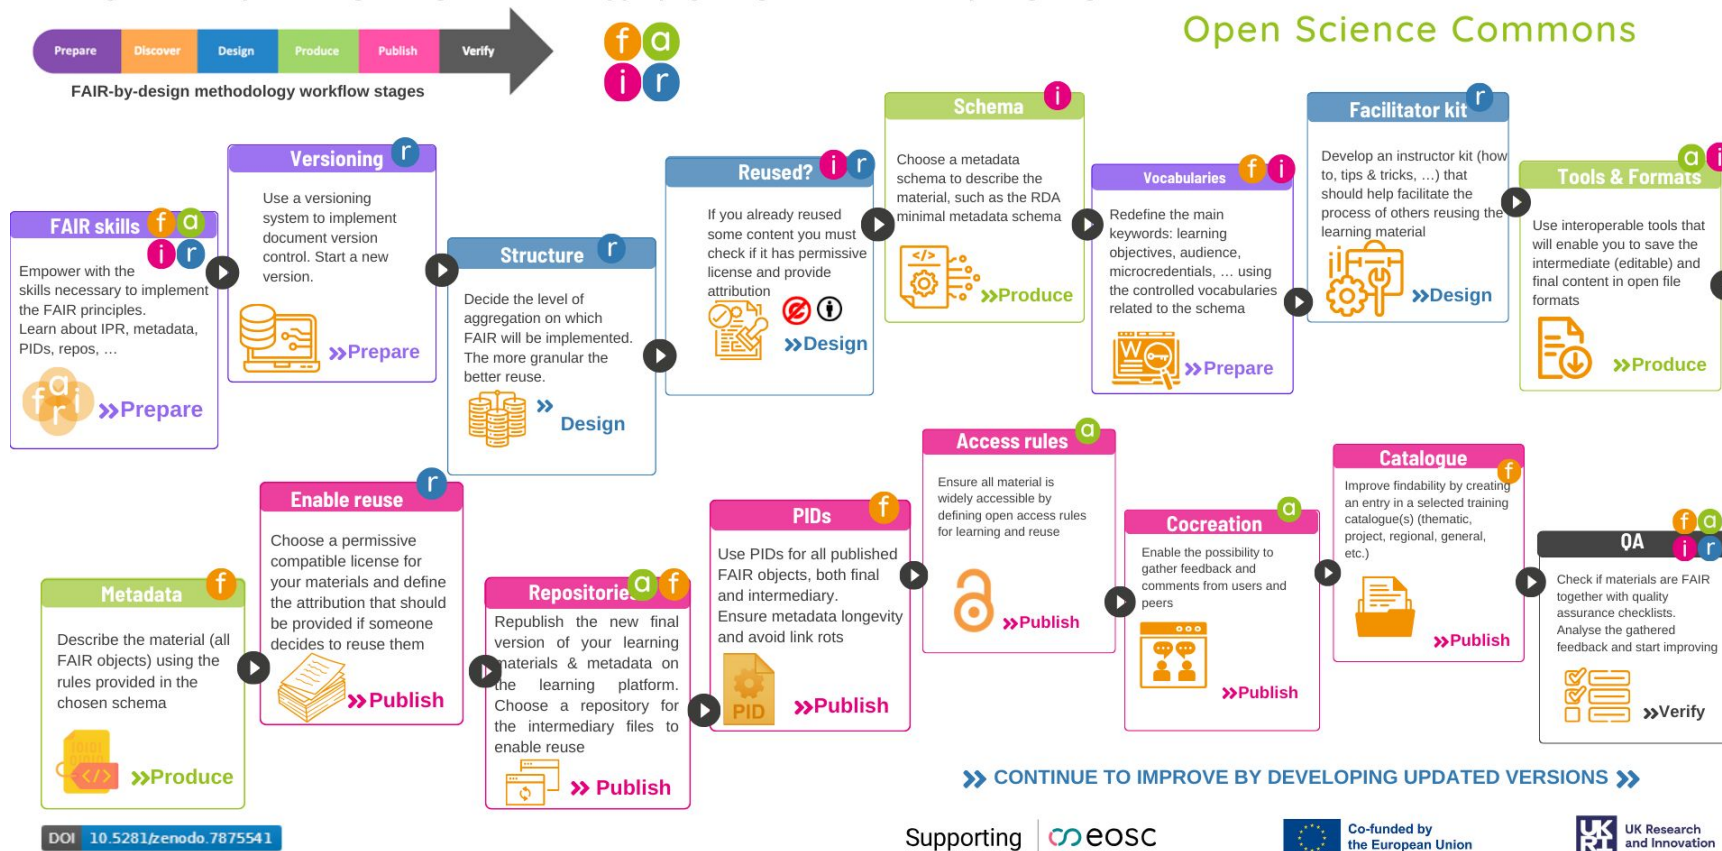 Open Science Commons
Prepare
Discover
Design
Produce
Publish
Verify
f a
i r
FAIR-by-design methodology workflow stages
FAIR skills f a
i r
Empower with the
skills necessary to implement
the FAIR principles.
Learn about IPR, metadata,
PIDs, repos, …
f a i r
Prepare
Versioning r
Use a versioning
system to implement
document version
control. Start a new
version.
Prepare
Structure r
Decide the level of
aggregation on which
FAIR will be implemented.
The more granular the
better reuse.
Design
Reused? i r
If you already reused
some content you must
check if it has permissive
license and provide
attribution
Design
Schema i
Choose a metadata
schema to describe the
material, such as the RDA
minimal metadata schema
</>
Produce
Vocabularies f i
Redefine the main
keywords: learning
objectives, audience,
microcredentials, … using
the controlled vocabularies
related to the schema
W
Prepare
Facilitator kit r
Develop an instructor kit (how
to, tips & tricks, …) that
should help facilitate the
process of others reusing the
learning material
Design
Tools & Formats a i
Use interoperable tools that
will enable you to save the
intermediate (editable) and
final content in open file
formats
Produce
Metadata f
Describe the material (all
FAIR objects) using the
rules provided in the
chosen schema
</>
Produce
Enable reuse r
Choose a permissive
compatible license for
your materials and define
the attribution that should
be provided if someone
decides to reuse them
Publish
Repositories a f
Republish the new final
version of your learning
materials & metadata on
the learning platform.
Choose a repository for
the intermediary files to
enable reuse
Publish
PIDs f
Use PIDs for all published
FAIR objects, both final
and intermediary.
Ensure metadata longevity
and avoid link rots
PID
Publish
Access rules a
Ensure all material is
widely accessible by
defining open access rules
for learning and reuse
Publish
Cocreation a
Enable the possibility to
gather feedback and
comments from users and
peers
Publish
Catalogue f
Improve findability by creating
an entry in a selected training
catalogue(s) (thematic,
project, regional, general,
etc.)
Publish
QA f a
i r
Check if materials are FAIR
together with quality
assurance checklists.
Analyse the gathered
feedback and start improving
Verify
CONTINUE TO IMPROVE BY DEVELOPING UPDATED VERSIONS
DOI 10.5281/zenodo.7875541
Supporting eosc
Co-funded by
the European Union
UKRI
UK Research
and Innovation